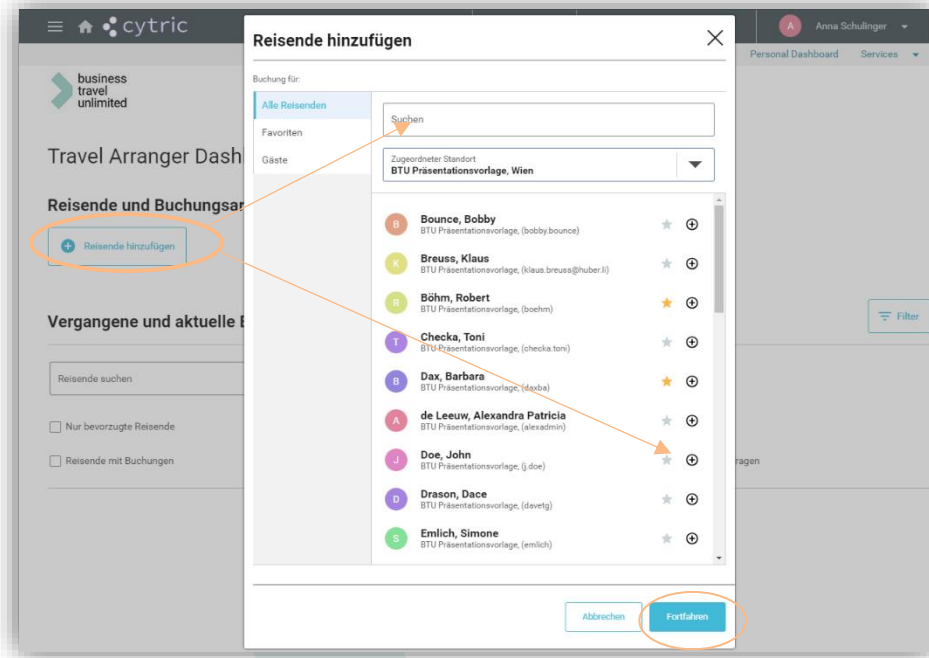 cytric
A
Anna Schulinger
Personal Dashboard
Services
business
travel
unlimited
Travel Arranger Dash
Reisende und Buchungsar
Reisende hinzufügen
Vergangene und aktuelle
Filter
Reisende suchen
Nur bevorzugte Reisende
Reisende mit Buchungen
ragen
Reisende hinzufügen
Buchung für:
Alle Reisenden
Favoriten
Gäste
Suchen
Zugeordneter Standort
BTU Präsentationsvorlage, Wien
B
Bounce, Bobby
BTU Präsentationsvorlage, (bobby.bounce)
K
Breuss, Klaus
BTU Präsentationsvorlage, (klaus.breuss@huber.li)
R
Böhm, Robert
BTU Präsentationsvorlage, (boehm)
T
Checka, Toni
BTU Präsentationsvorlage, (checka.toni)
B
Dax, Barbara
BTU Präsentationsvorlage, (daxba)
A
de Leeuw, Alexandra Patricia
BTU Präsentationsvorlage, (alexadmin)
J
Doe, John
BTU Präsentationsvorlage, (j.doe)
D
Drason, Dace
BTU Präsentationsvorlage, (davetg)
S
Emlich, Simone
BTU Präsentationsvorlage, (emlich)
Abbrechen
Fortfahren